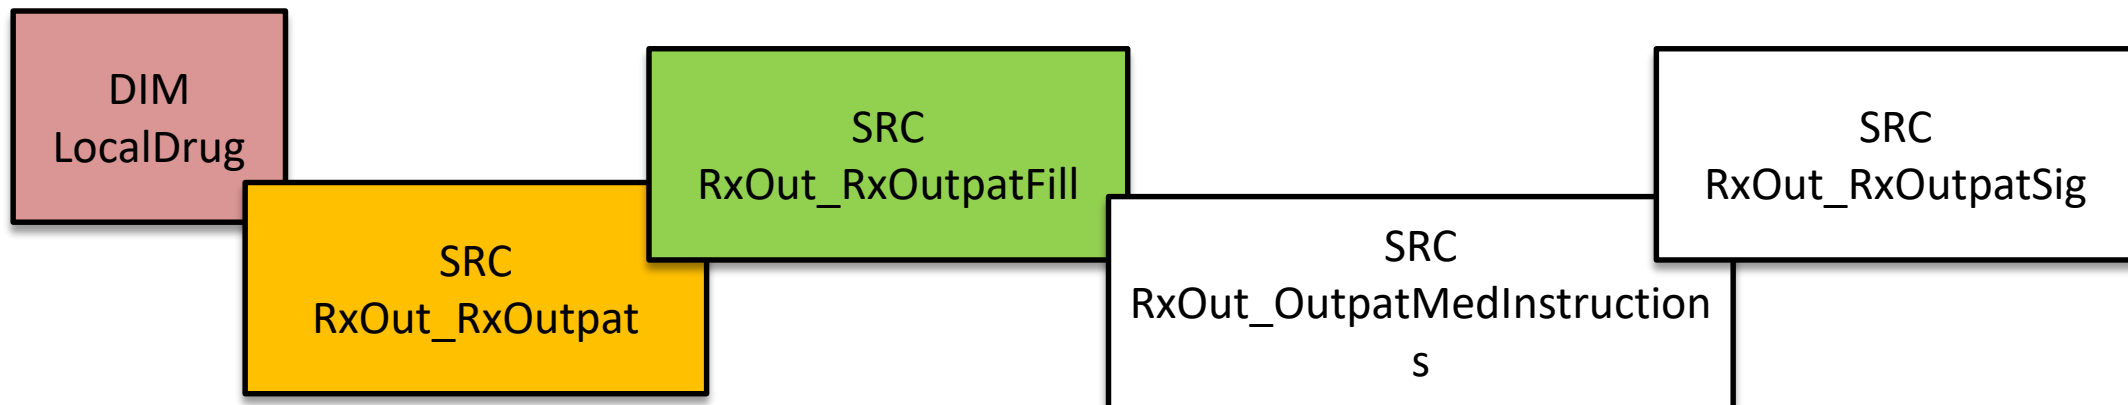 DIM
LocalDrug
SRC
RxOut_RxOutpat
SRC
RxOut_RxOutpatFill
SRC
RxOut_OutpatMedInstruction
s
SRC
RxOut_RxOutpatSig